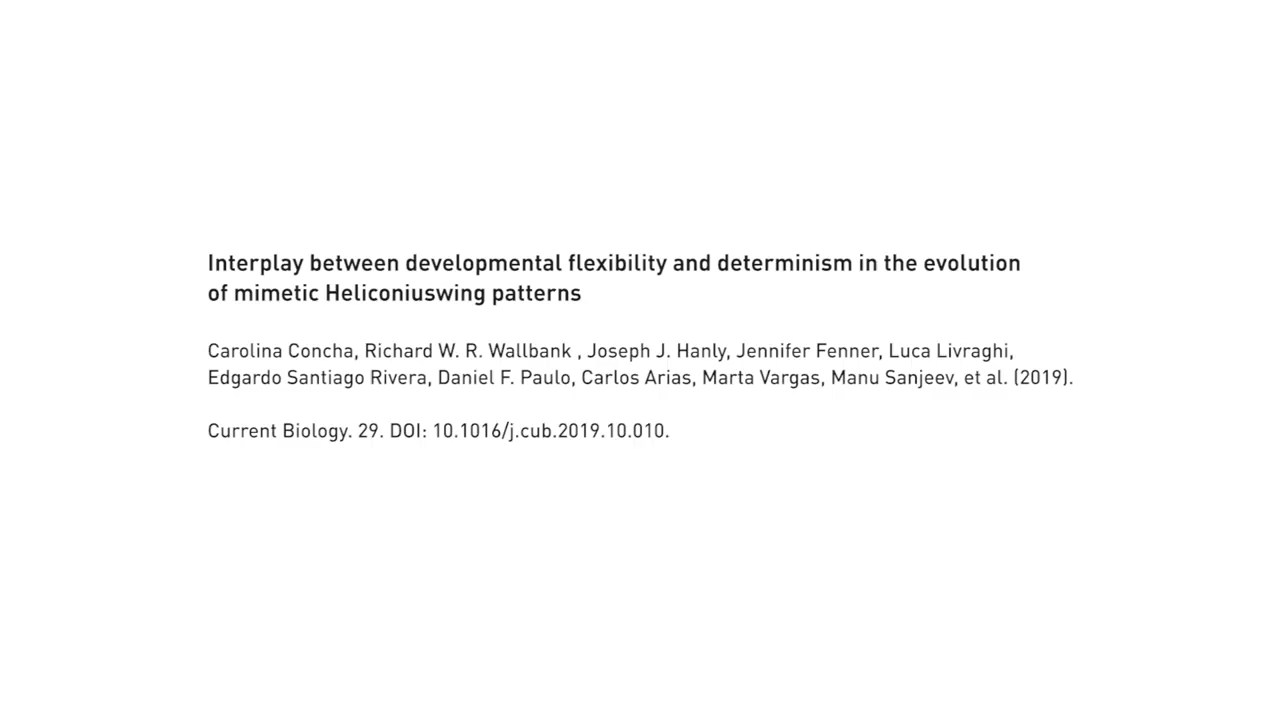 Interplay between developmental flexibility and determinism in the evolution
of mimetic Heliconiuswing patterns
Carolina Concha, Richard W. R. Wallbank , Joseph J. Hanly, Jennifer Fenner, Luca Livraghi,
Edgardo Santiago Rivera, Daniel F. Paulo, Carlos Arias, Marta Vargas, Manu Sanjeev, et al. (2019).
Current Biology. 29. DOI: 10.1016/j.cub.2019.10.010.